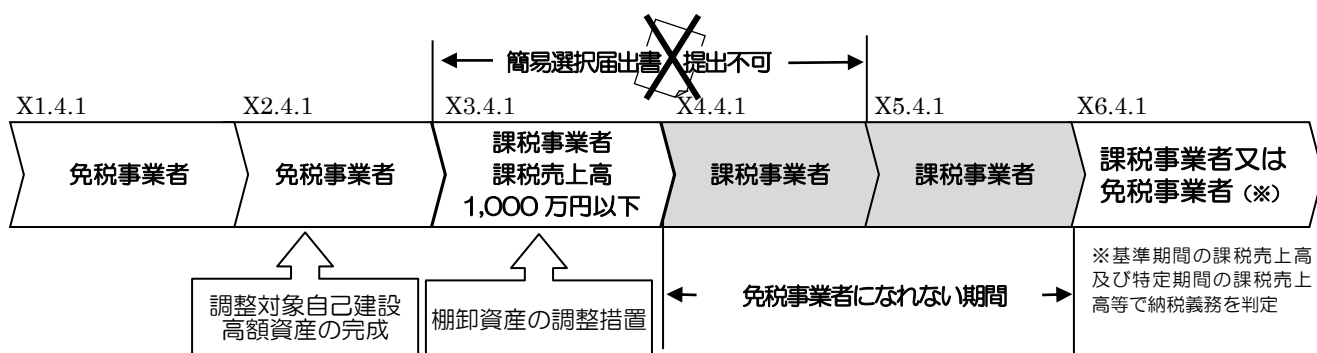 簡易選択届出書 提出不可
X1.4.1
X2.4.1
X3.4.1
X4.4.1
X5.4.1
X6.4.1
免税事業者
免税事業者
課税事業者
課税売上高
1,000 万円以下
課税事業者
課税事業者
課税事業者又は
免税事業者（※）
調整対象自己建設
高額資産の完成
棚卸資産の調整措置
免税事業者になれない期間
※基準期間の課税売上高
及び特定期間の課税売上
高等で納税義務を判定